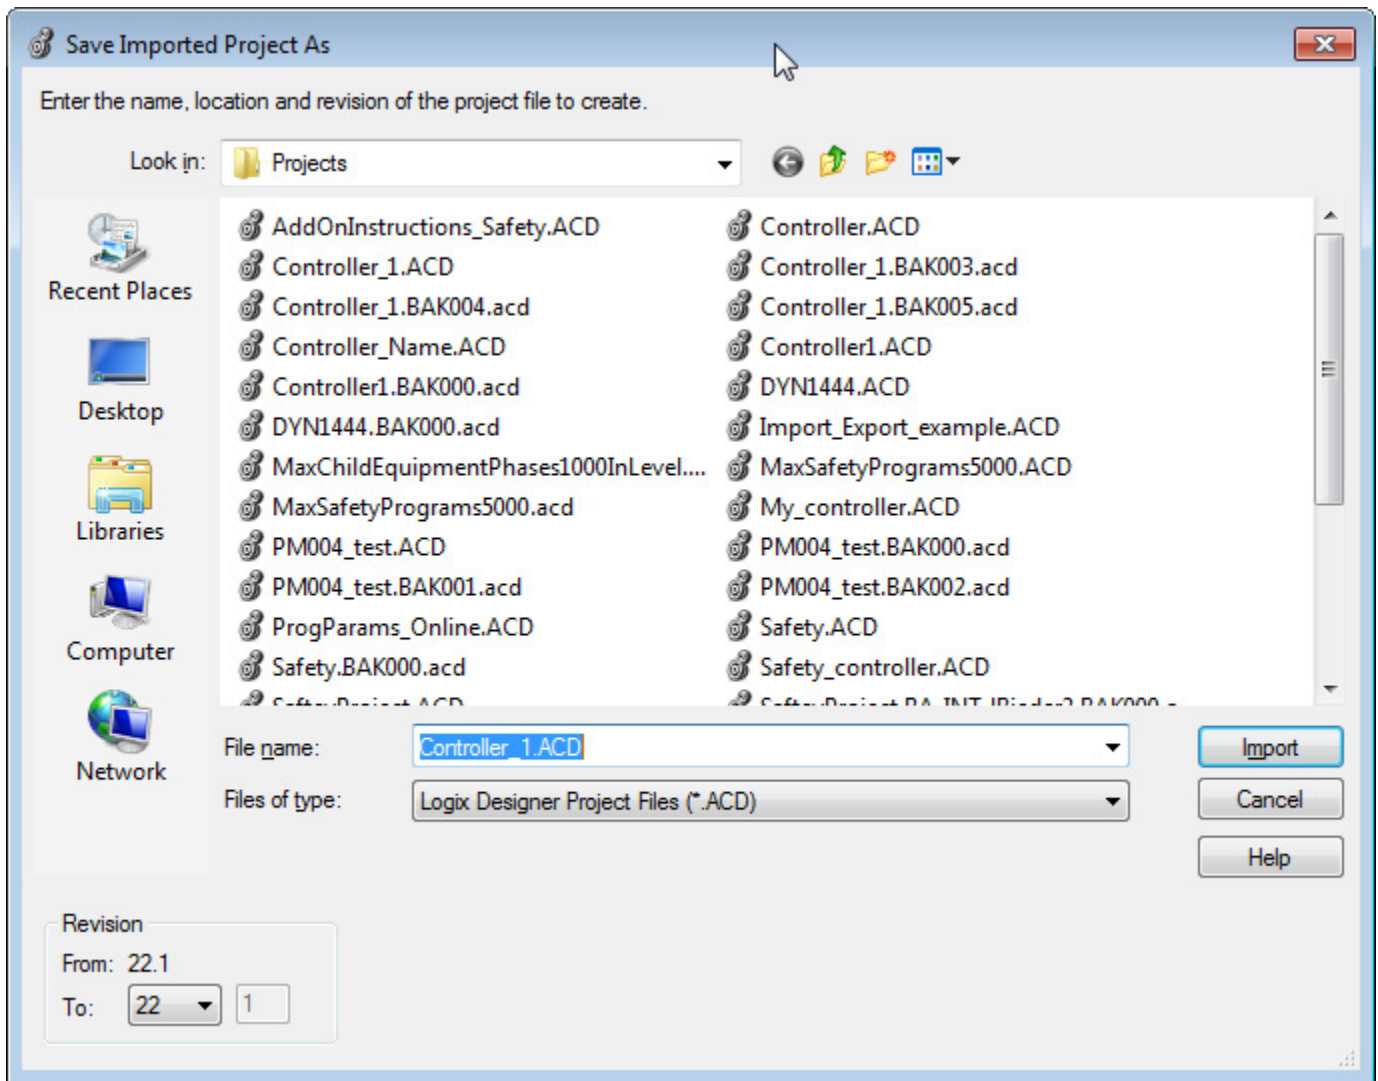 Save Imported Project As
Enter the name, location and revision of the project file to create.
Look in: Projects
Recent Places
Desktop
Libraries
Computer
Network
AddOnInstructions_Safety.ACD Controller.ACD
Controller_1.ACD Controller_1.BAK003.acd
Controller_1.BAK004.acd Controller_1.BAK005.acd
Controller_Name.ACD Controller1.ACD
Controller1.BAK000.acd DYN1444.ACD
DYN1444.BAK000.acd Import_Export_example.ACD
MaxChildEquipmentPhases1000InLevel.... MaxSafetyPrograms5000.ACD
MaxSafetyPrograms5000.acd My_controller.ACD
PM004_test.ACD PM004_test.BAK000.acd
PM004_test.BAK001.acd PM004_test.BAK002.acd
ProgParams_Online.ACD Safety.ACD
Safety.BAK000.acd Safety_controller.ACD
File name: Controller_1.ACD Import
Files of type: Logix Designer Project Files (*.ACD) Cancel
Help
Revision
From: 22.1
To: 22 1